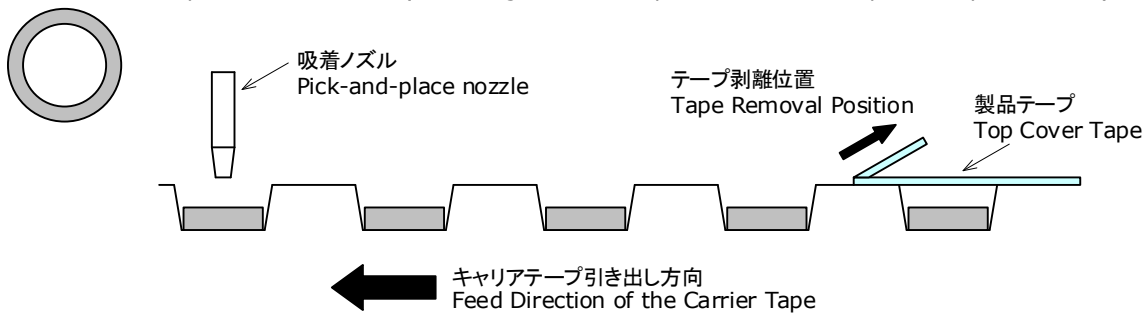 吸着ノズル
Pick-and-place nozzle
テープ剥離位置
Tape Removal Position
製品テープ
Top Cover Tape
キャリアテープ引き出し方向
Feed Direction of the Carrier Tape